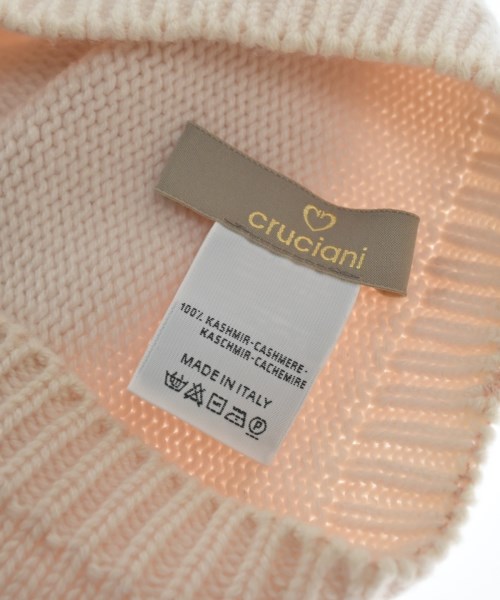 cruciani
100% KASHMIR-CASHMERE-
KASCHMIR-CACHEMIRE
MADE IN ITALY
P